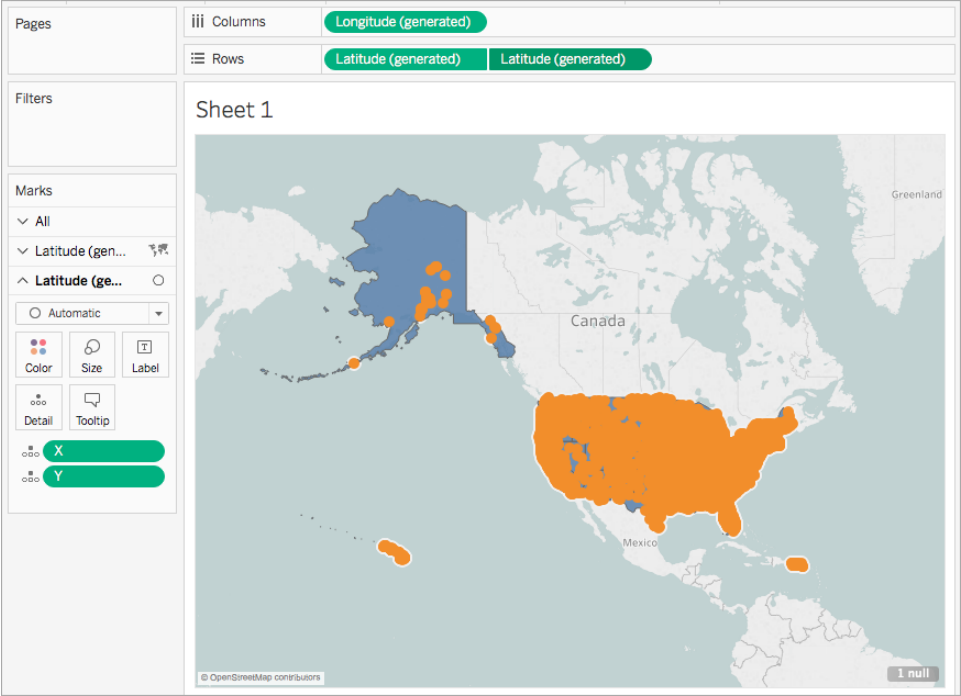 Pages
Columns
Longitude (generated)
Rows
Latitude (generated)
Latitude (generated)
Filters
Sheet 1
Marks
All
Latitude (gen...
Latitude (ge...
Automatic
Color
Size
Label
Detail
Tooltip
X
Y
Greenland
Canada
Mexico
© OpenStreetMap contributors
1 null